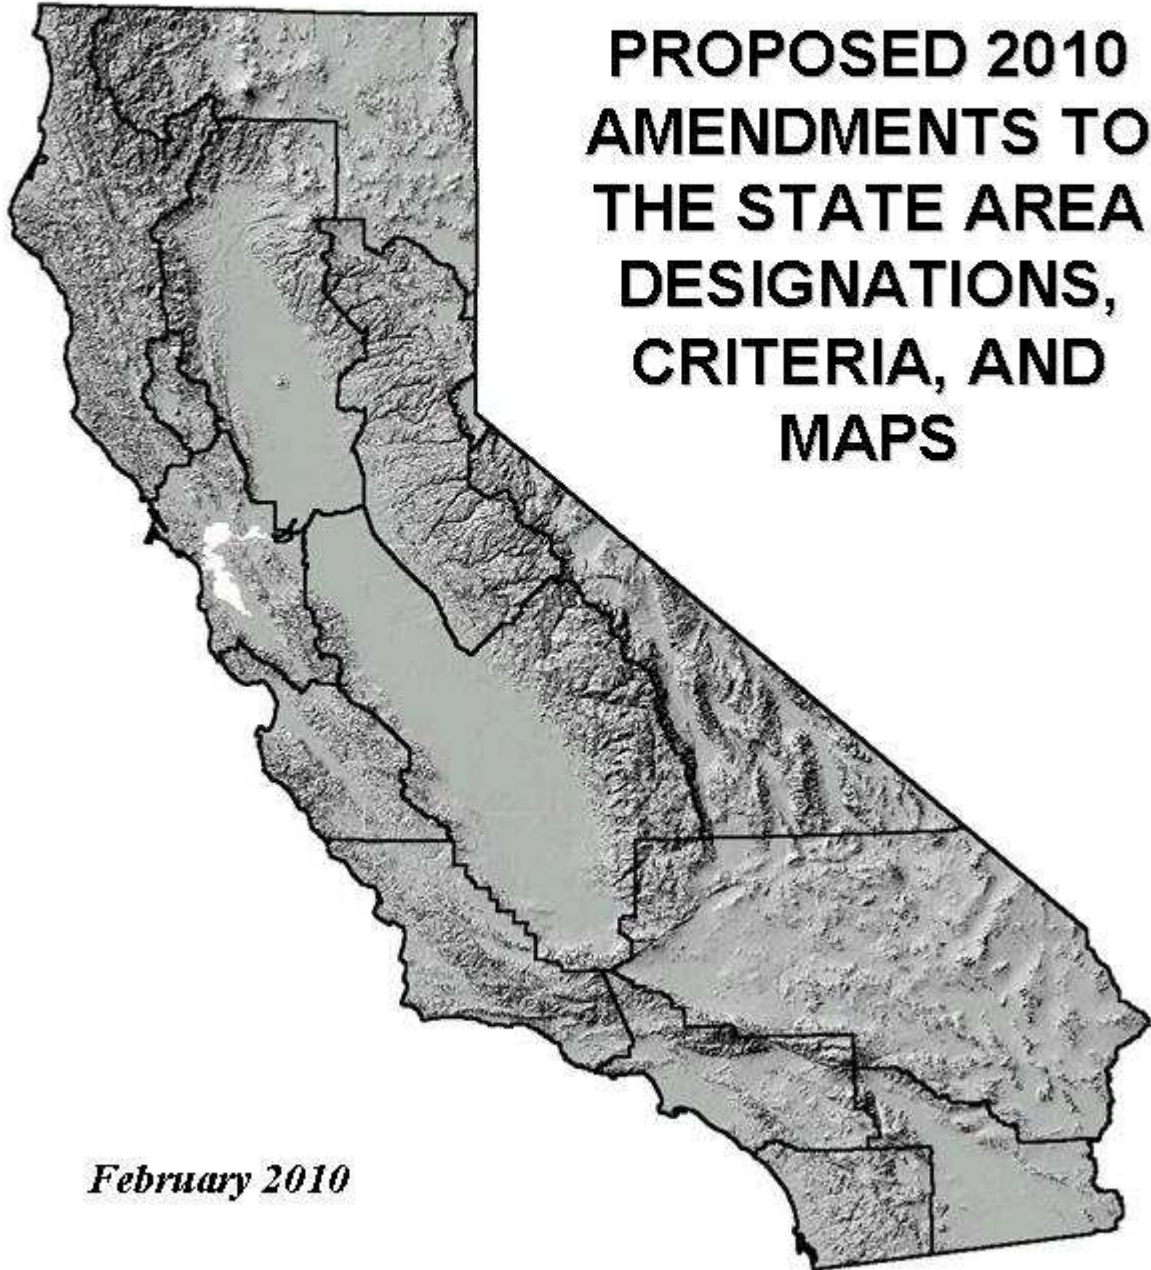 PROPOSED 2010
AMENDMENTS TO
THE STATE AREA
DESIGNATIONS,
CRITERIA, AND
MAPS
February 2010